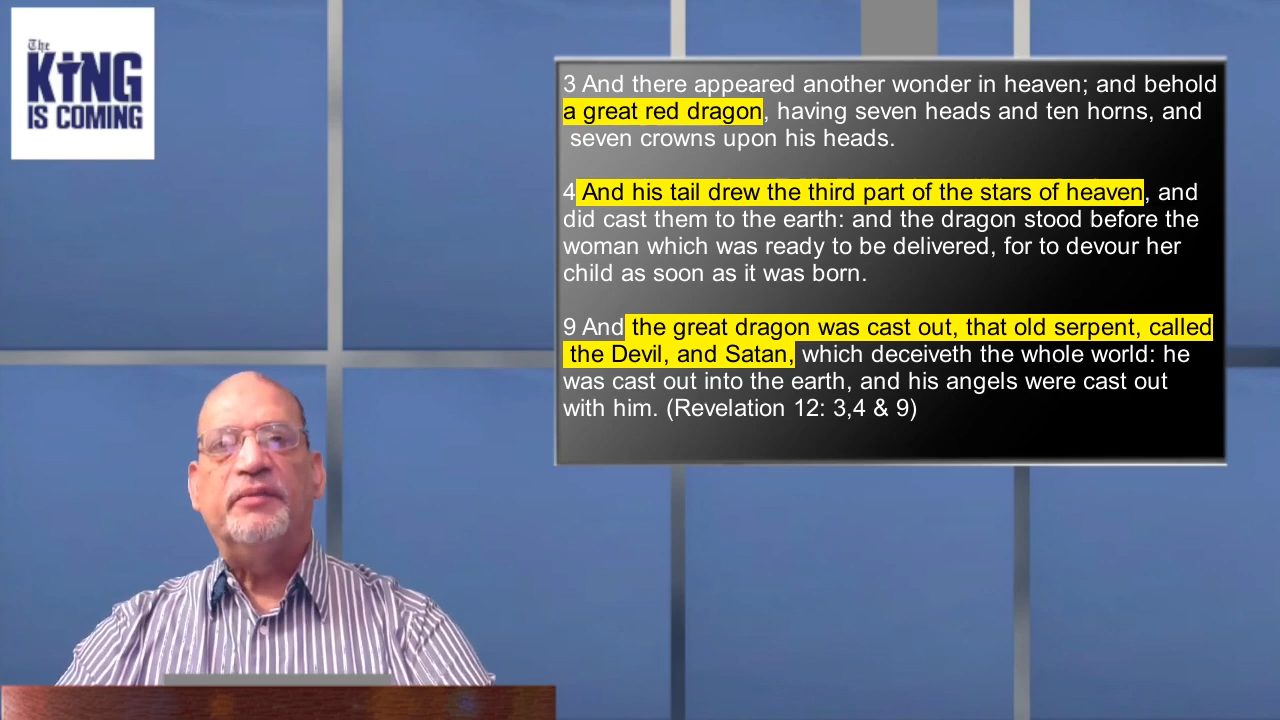 The
KING
IS COMING
3 And there appeared another wonder in heaven; and behold
a great red dragon, having seven heads and ten horns, and
seven crowns upon his heads.
4 And his tail drew the third part of the stars of heaven, and
did cast them to the earth: and the dragon stood before the
woman which was ready to be delivered, for to devour her
child as soon as it was born.
9 And the great dragon was cast out, that old serpent, called
the Devil, and Satan, which deceiveth the whole world: he
was cast out into the earth, and his angels were cast out
with him. (Revelation 12: 3,4 & 9)